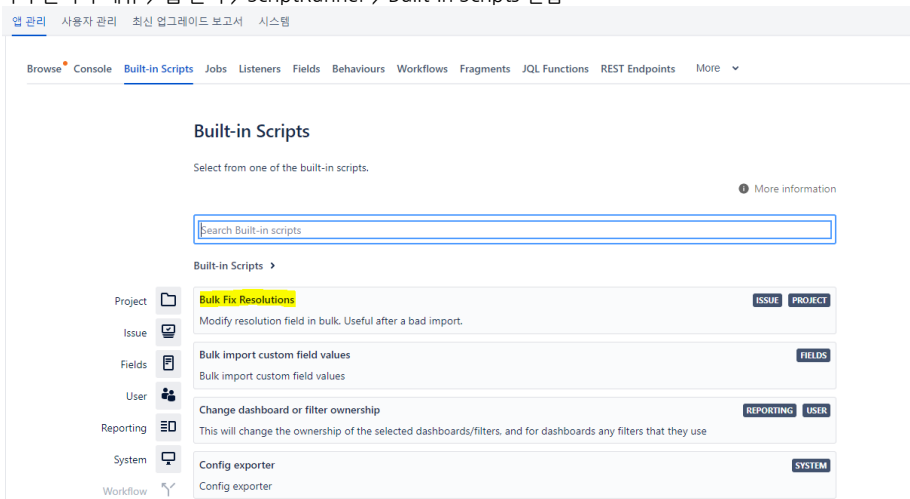 앱 관리 사용자 관리 최신 업그레이드 보고서 시스템
Browse Console Built-in Scripts Jobs Listeners Fields Behaviours Workflows Fragments JQL Functions REST Endpoints More
Built-in Scripts
Select from one of the built-in scripts.
More information
Search Built-in scripts
Built-in Scripts >
Project
Issue
Fields
User
Reporting
System
Workflow
Bulk Fix Resolutions ISSUE PROJECT
Modify resolution field in bulk. Useful after a bad import.
Bulk import custom field values FIELDS
Bulk import custom field values
Change dashboard or filter ownership REPORTING USER
This will change the ownership of the selected dashboards/filters, and for dashboards any filters that they use
Config exporter SYSTEM
Config exporter